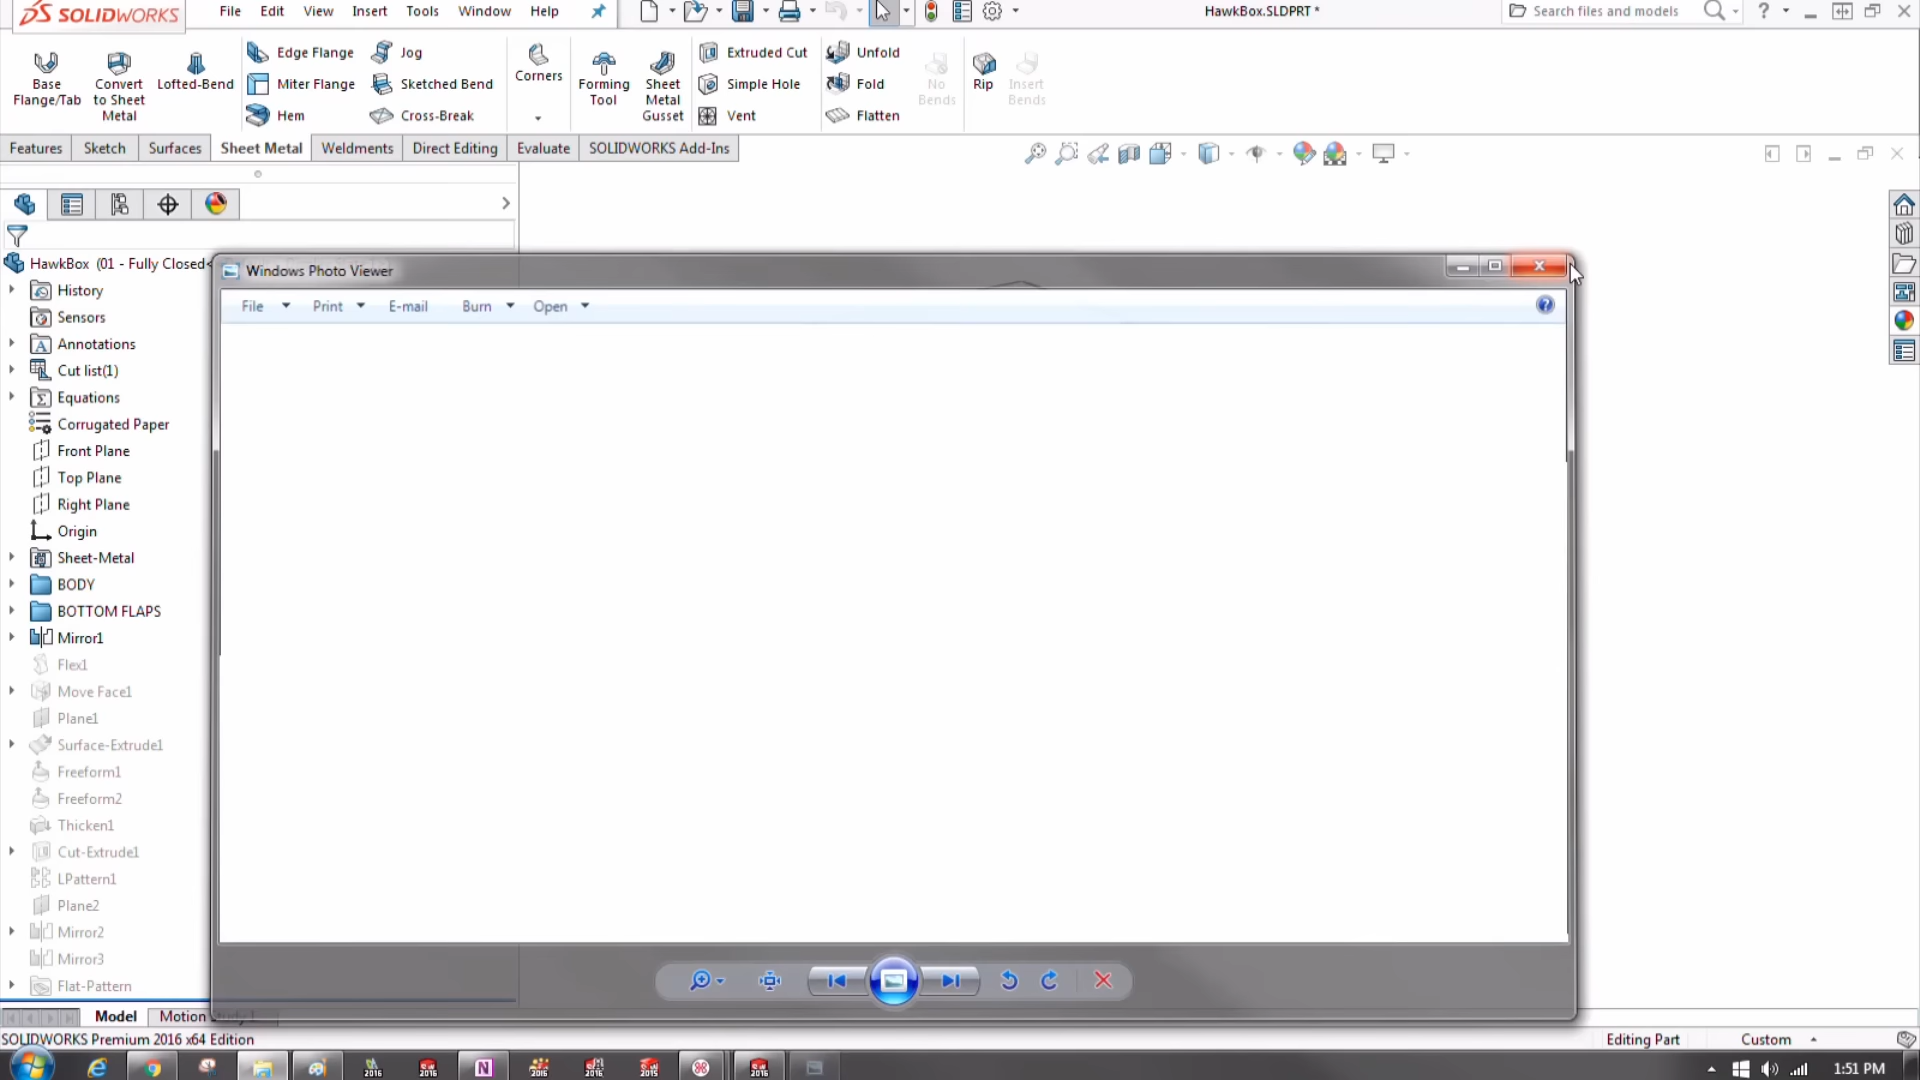 SOLIDWORKS
File Edit View Insert Tools Window Help
HawkBox.SLDPRT *
Search files and models
Base Flange/Tab
Convert to Sheet Metal
Lofted-Bend
Edge Flange
Miter Flange
Hem
Jog
Sketched Bend
Cross-Break
Corners
Forming Tool
Sheet Metal Gusset
Extruded Cut
Simple Hole
Vent
Unfold
Fold
Flatten
No Bends
Rip
Insert Bends
Features Sketch Surfaces Sheet Metal Weldments Direct Editing Evaluate SOLIDWORKS Add-Ins
HawkBox (01 - Fully Closed<
History
Sensors
Annotations
Cut list(1)
Equations
Corrugated Paper
Front Plane
Top Plane
Right Plane
Origin
Sheet-Metal
BODY
BOTTOM FLAPS
Mirror1
Flex1
Move Face1
Plane1
Surface-Extrude1
Freeform1
Freeform2
Thicken1
Cut-Extrude1
LPattern1
Plane2
Mirror2
Mirror3
Flat-Pattern
Windows Photo Viewer
File Print E-mail Burn Open
Model Motion Study 1
SOLIDWORKS Premium 2016 x64 Edition
Editing Part Custom
1:51 PM